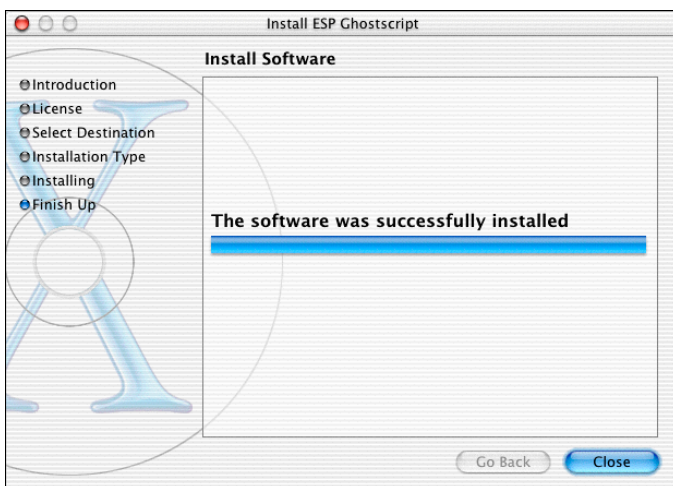 Install ESP Ghostscript
Install Software
Introduction
License
Select Destination
Installation Type
Installing
Finish Up
The software was successfully installed
Go Back
Close